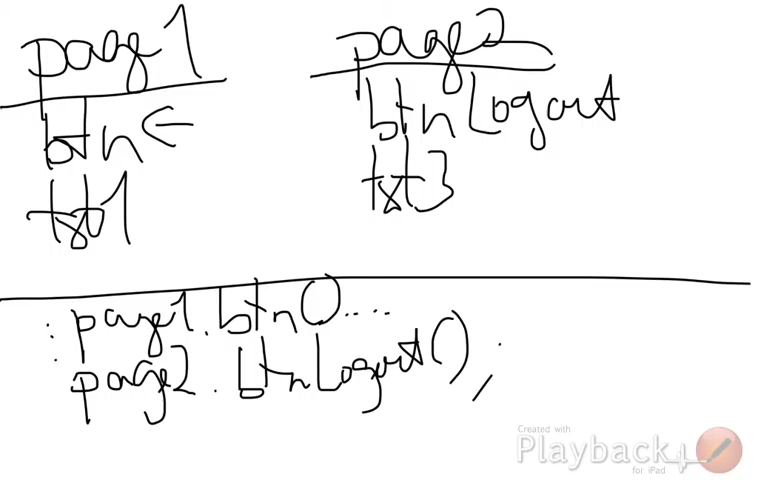 page1
btn ←
txt1
page2
btnLogout
txt3
: page1.btn()....
page2.btnLogout();
Created with
Playback
for iPad